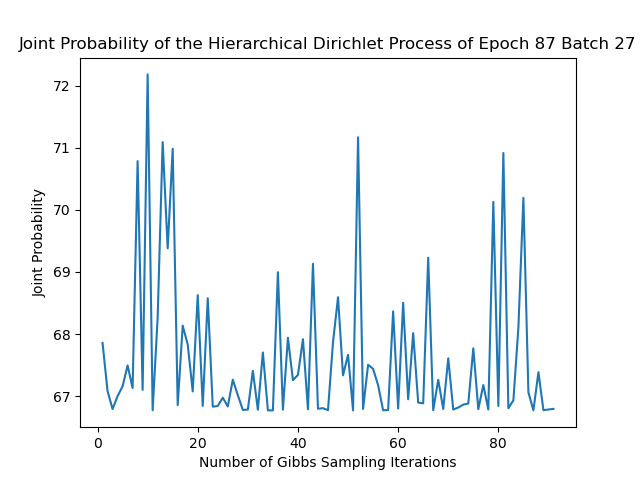 Joint Probability of the Hierarchical Dirichlet Process of Epoch 87 Batch 27
72
71
70
69
68
67
Joint Probability
0 20 40 60 80
Number of Gibbs Sampling Iterations